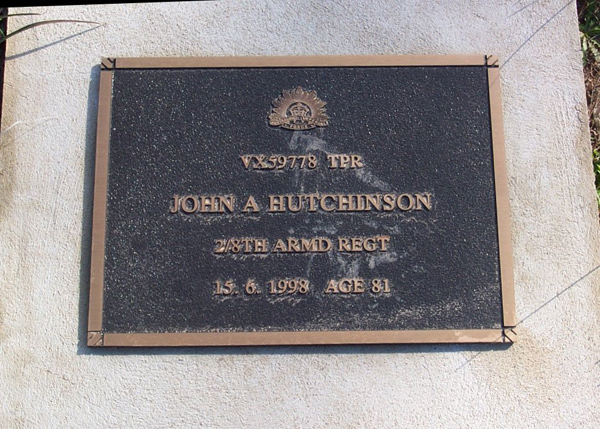 VX59778 TPR
JOHN A HUTCHINSON
2/8TH ARMD REGT
15. 6. 1998 AGE 81